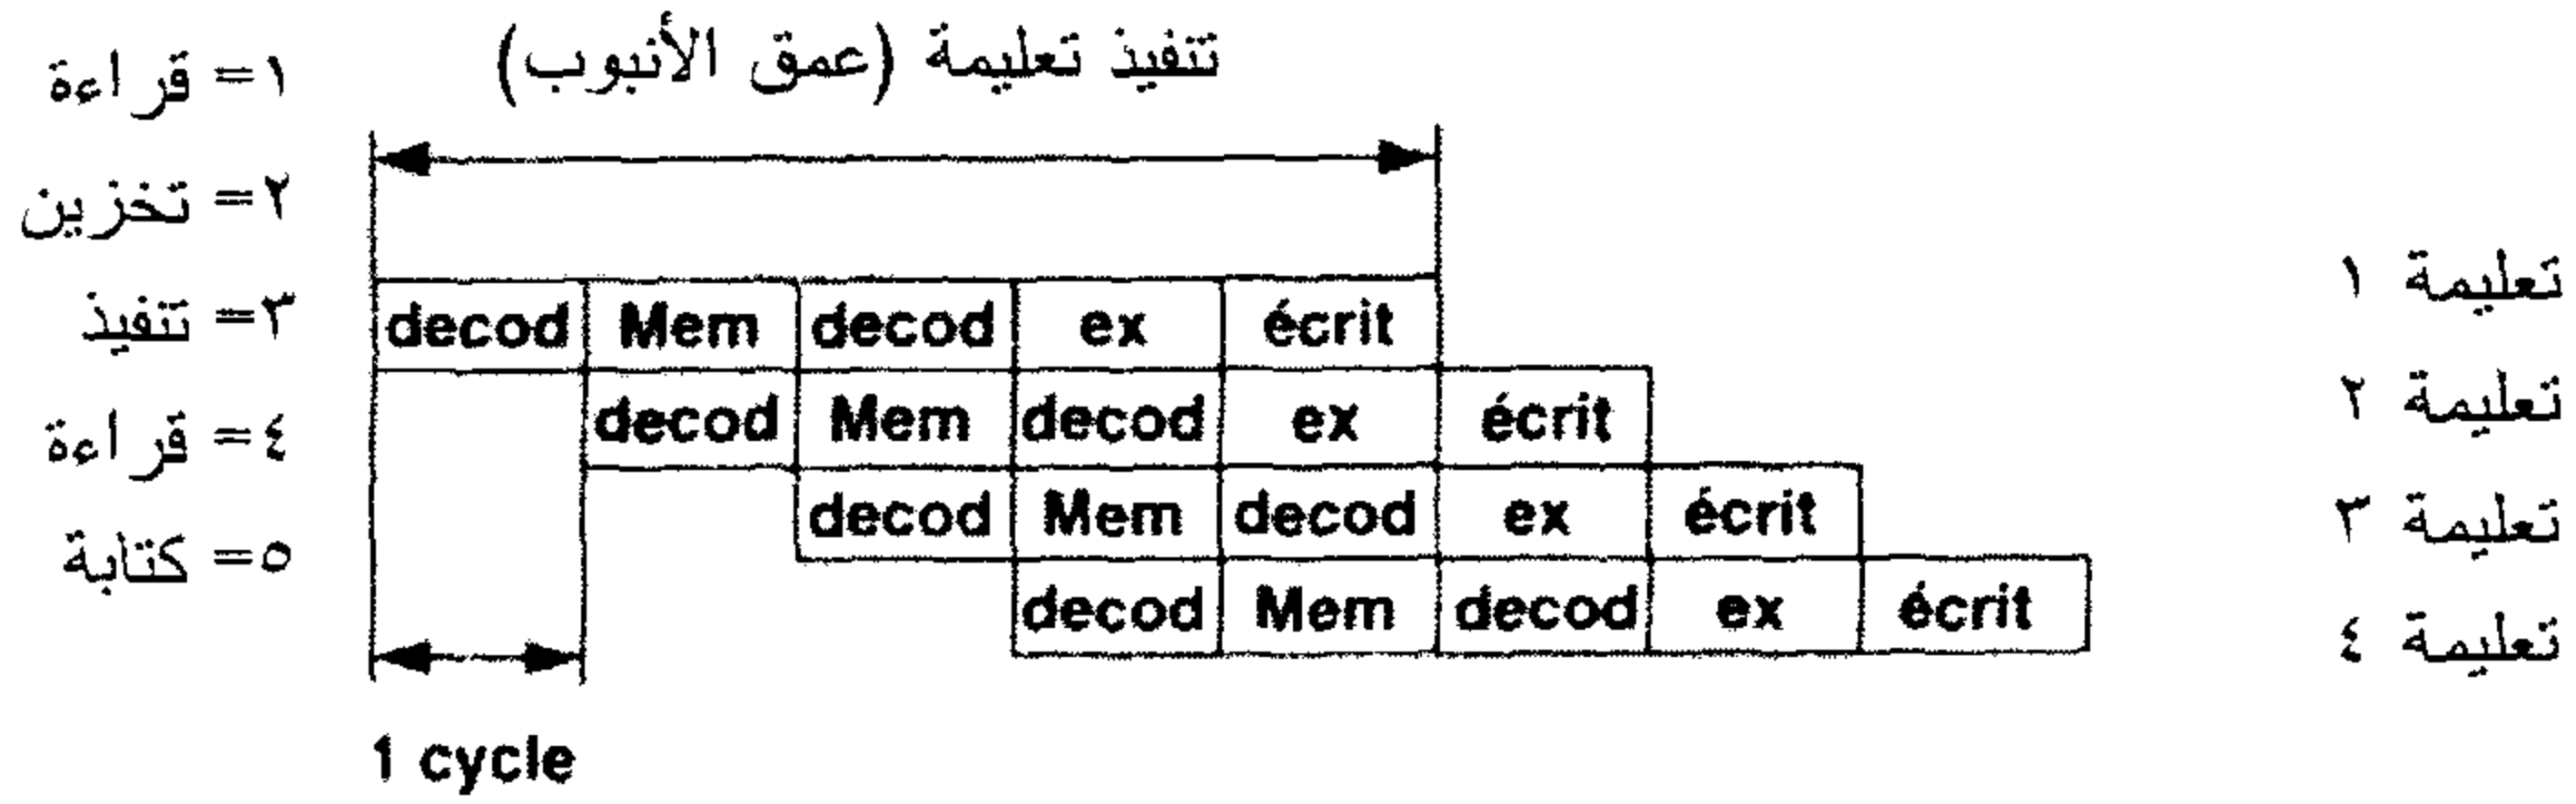 تنفيذ تعليمة (عمق الأنبوب)
١= قراءة
٢= تخزين
٣= تنفيذ
٤= قراءة
٥= كتابة
decod Mem decod ex écrit
decod Mem decod ex écrit
decod Mem decod ex écrit
decod Mem decod ex écrit
تعليمة ١
تعليمة ٢
تعليمة ٣
تعليمة ٤
1 cycle